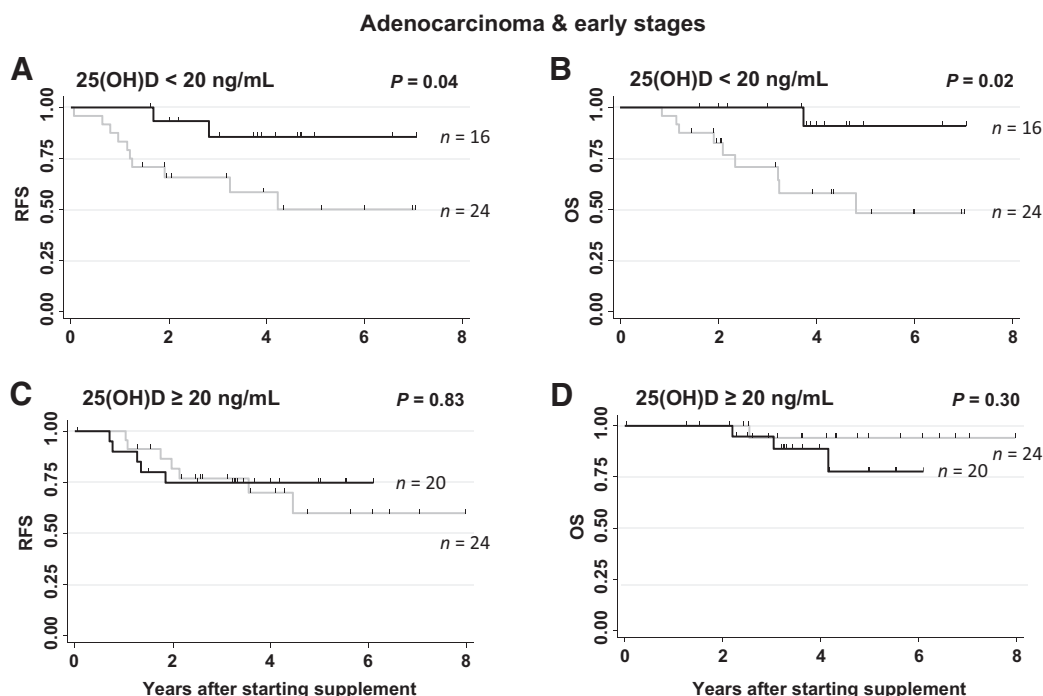 Adenocarcinoma & early stages
A
25(OH)D < 20 ng/mL
P = 0.04
1.00
0.75
0.50
0.25
0.00
RFS
n = 16
n = 24
0 2 4 6 8
B
25(OH)D < 20 ng/mL
P = 0.02
1.00
0.75
0.50
0.25
0.00
OS
n = 16
n = 24
0 2 4 6 8
C
25(OH)D ≥ 20 ng/mL
P = 0.83
1.00
0.75
0.50
0.25
0.00
RFS
n = 20
n = 24
0 2 4 6 8
Years after starting supplement
D
25(OH)D ≥ 20 ng/mL
P = 0.30
1.00
0.75
0.50
0.25
0.00
OS
n = 24
n = 20
0 2 4 6 8
Years after starting supplement